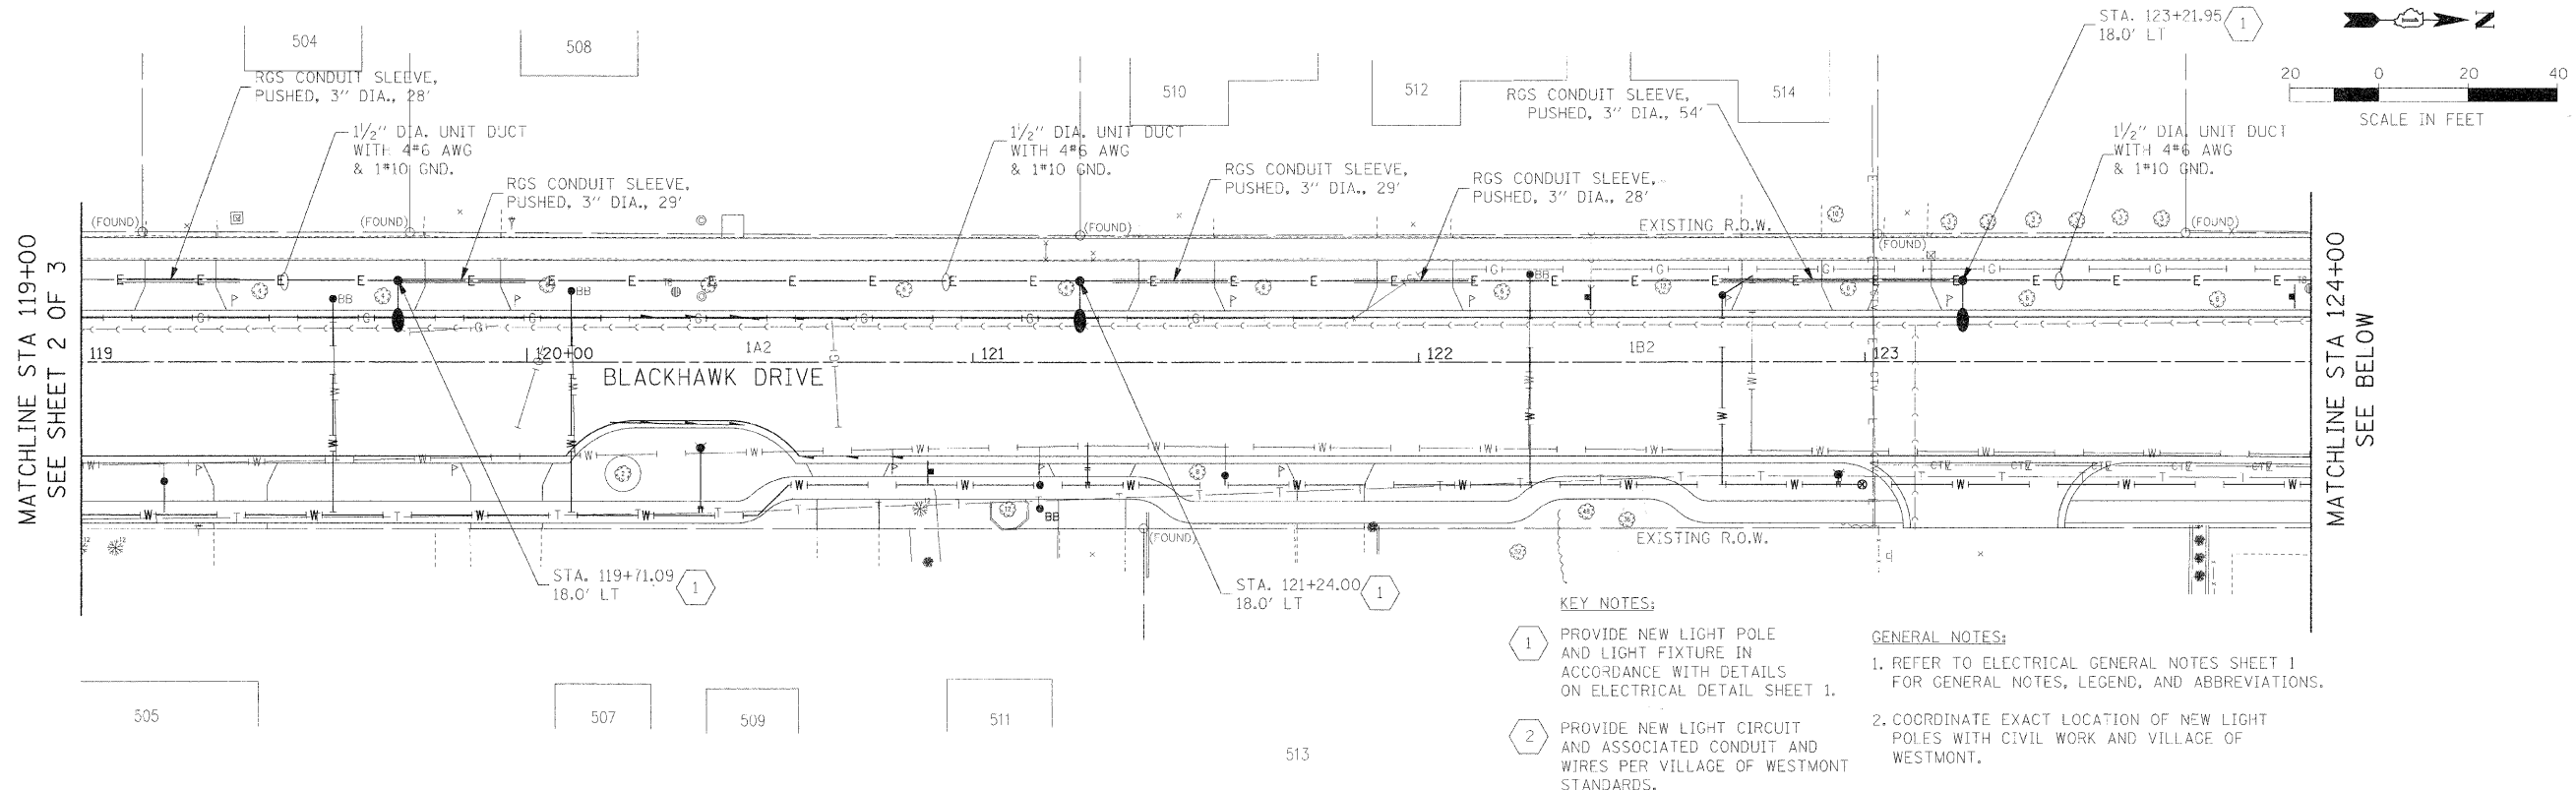 504
508
510
512
514
STA. 123+21.95 1
18.0' LT
N
20 0 20 40
SCALE IN FEET
RGS CONDUIT SLEEVE,
PUSHED, 3" DIA., 28'
1 1/2" DIA. UNIT DUCT
WITH 4#6 AWG
& 1#10 GND.
RGS CONDUIT SLEEVE,
PUSHED, 3" DIA., 29'
1 1/2" DIA. UNIT DUCT
WITH 4#6 AWG
& 1#10 GND.
RGS CONDUIT SLEEVE,
PUSHED, 3" DIA., 29'
RGS CONDUIT SLEEVE,
PUSHED, 3" DIA., 28'
RGS CONDUIT SLEEVE,
PUSHED, 3" DIA., 54'
1 1/2" DIA. UNIT DUCT
WITH 4#6 AWG
& 1#10 GND.
(FOUND) (FOUND) (FOUND) (FOUND) (FOUND)
EXISTING R.O.W.
MATCHLINE STA 119+00
SEE SHEET 2 OF 3
E E E E E E E E E E E E E E
BB BB BB
119 120+00 1A2 121 122 1B2 123
BLACKHAWK DRIVE
MATCHLINE STA 124+00
SEE BELOW
W W W W W W W W W
BB
(FOUND)
EXISTING R.O.W.
STA. 119+71.09 1
18.0' LT
STA. 121+24.00 1
18.0' LT
505
507
509
511
513
KEY NOTES:
1 PROVIDE NEW LIGHT POLE
AND LIGHT FIXTURE IN
ACCORDANCE WITH DETAILS
ON ELECTRICAL DETAIL SHEET 1.
2 PROVIDE NEW LIGHT CIRCUIT
AND ASSOCIATED CONDUIT AND
WIRES PER VILLAGE OF WESTMONT
STANDARDS.
GENERAL NOTES:
1. REFER TO ELECTRICAL GENERAL NOTES SHEET 1
FOR GENERAL NOTES, LEGEND, AND ABBREVIATIONS.
2. COORDINATE EXACT LOCATION OF NEW LIGHT
POLES WITH CIVIL WORK AND VILLAGE OF
WESTMONT.